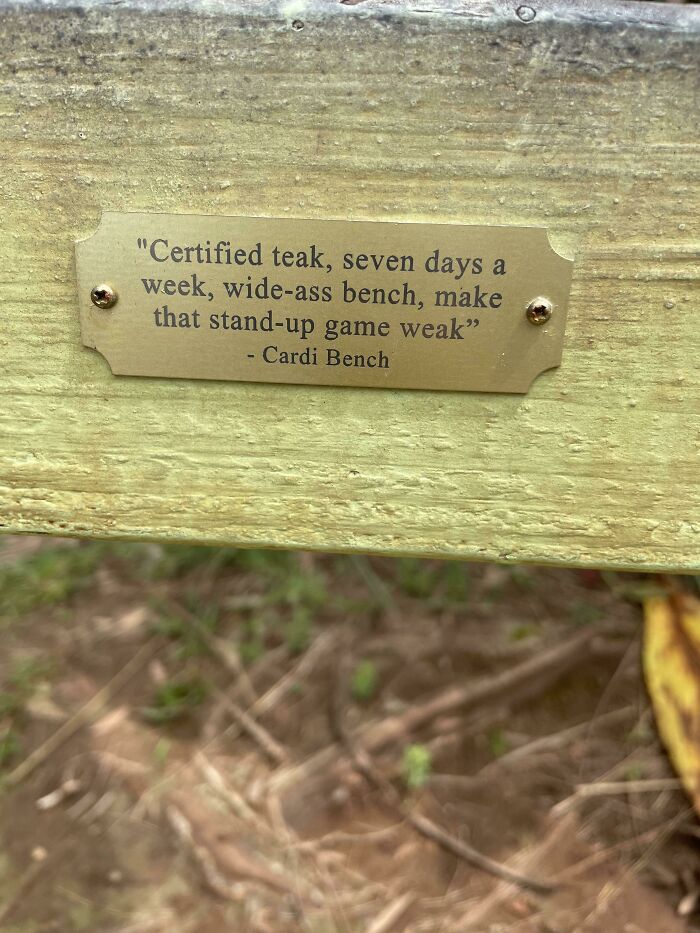 "Certified teak, seven days a
week, wide-ass bench, make
that stand-up game weak”
- Cardi Bench